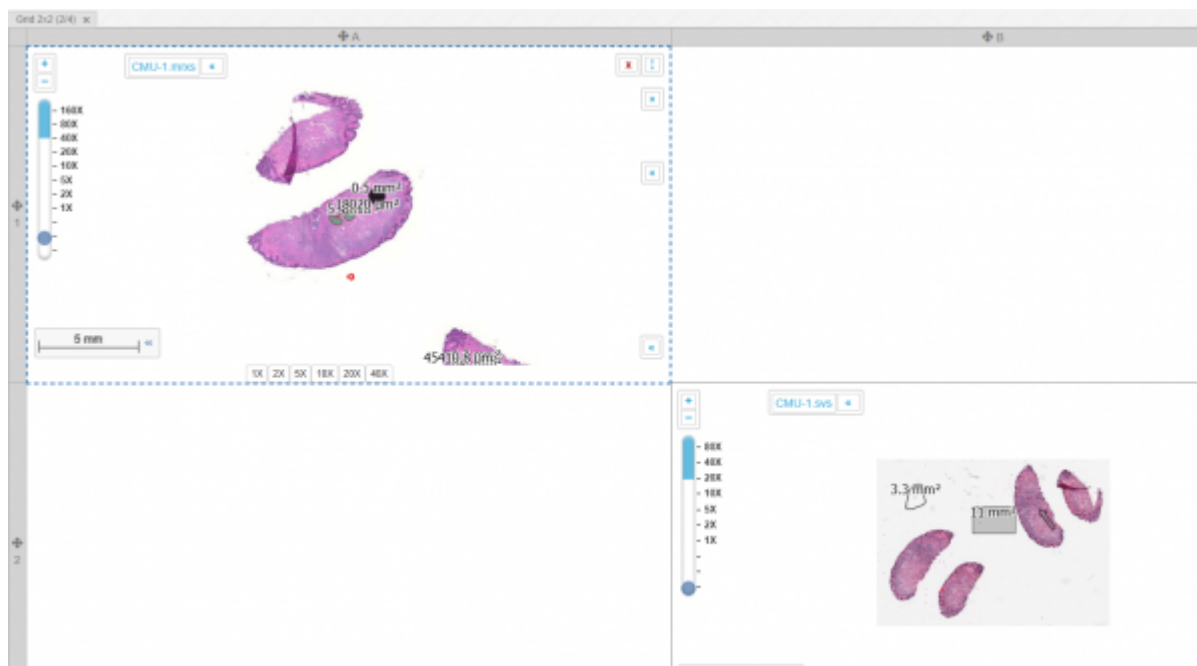 Grid 2x2 (2/4) x
A
B
+
CMU-1.mrxs «
x
-
160X
80X
40X
20X
10X
5X
2X
1X
1
0.5 mm²
18020 µm²
5 mm «
1X 2X 5X 10X 20X 40X
+
CMU-1.svs «
-
80X
40X
20X
10X
5X
2X
1X
2
3.3 mm²
11 mm²